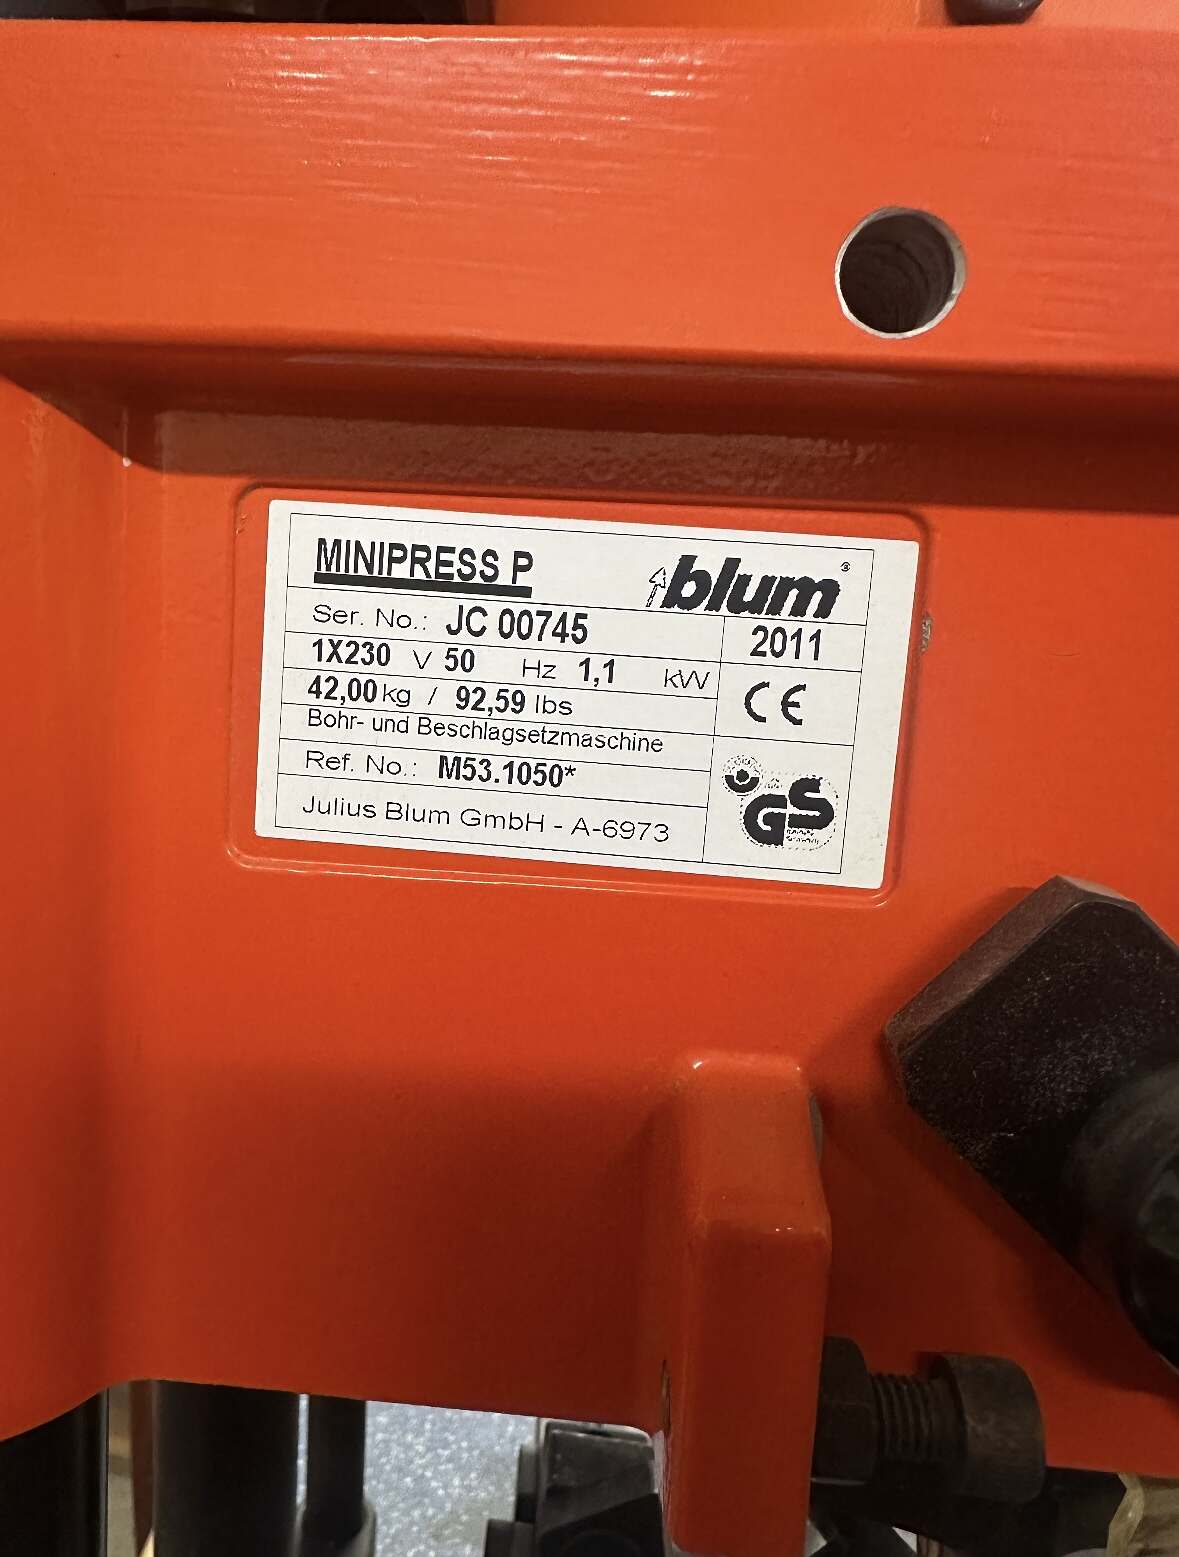 MINIPRESS P
blum®
Ser. No.: JC 00745
2011
1X230 V 50 Hz 1,1 kW
42,00 kg / 92,59 lbs
CE
Bohr- und Beschlagsetzmaschine
Ref. No.: M53.1050*
GS
Julius Blum GmbH - A-6973